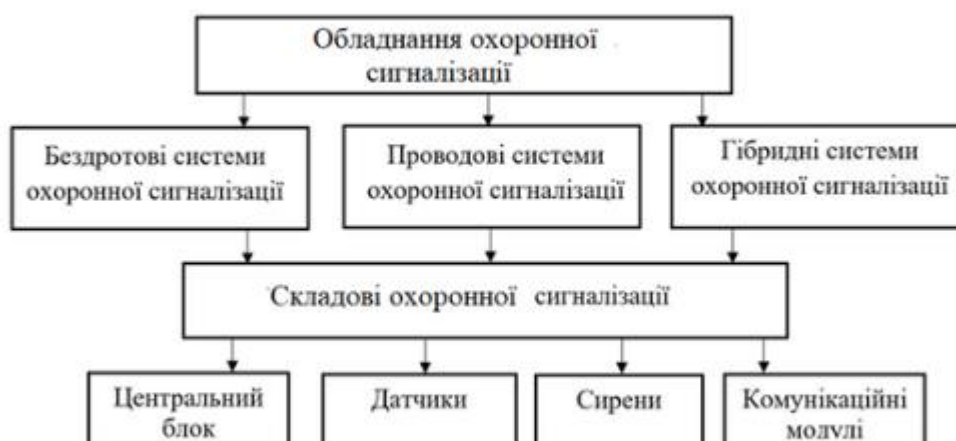 Обладнання охоронної
сигналізації
Бездротові системи
охоронної сигналізації
Проводові системи
охоронної сигналізації
Гібридні системи
охоронної сигналізації
Складові охоронної сигналізації
Центральний
блок
Датчики
Сирени
Комунікаційні
модулі